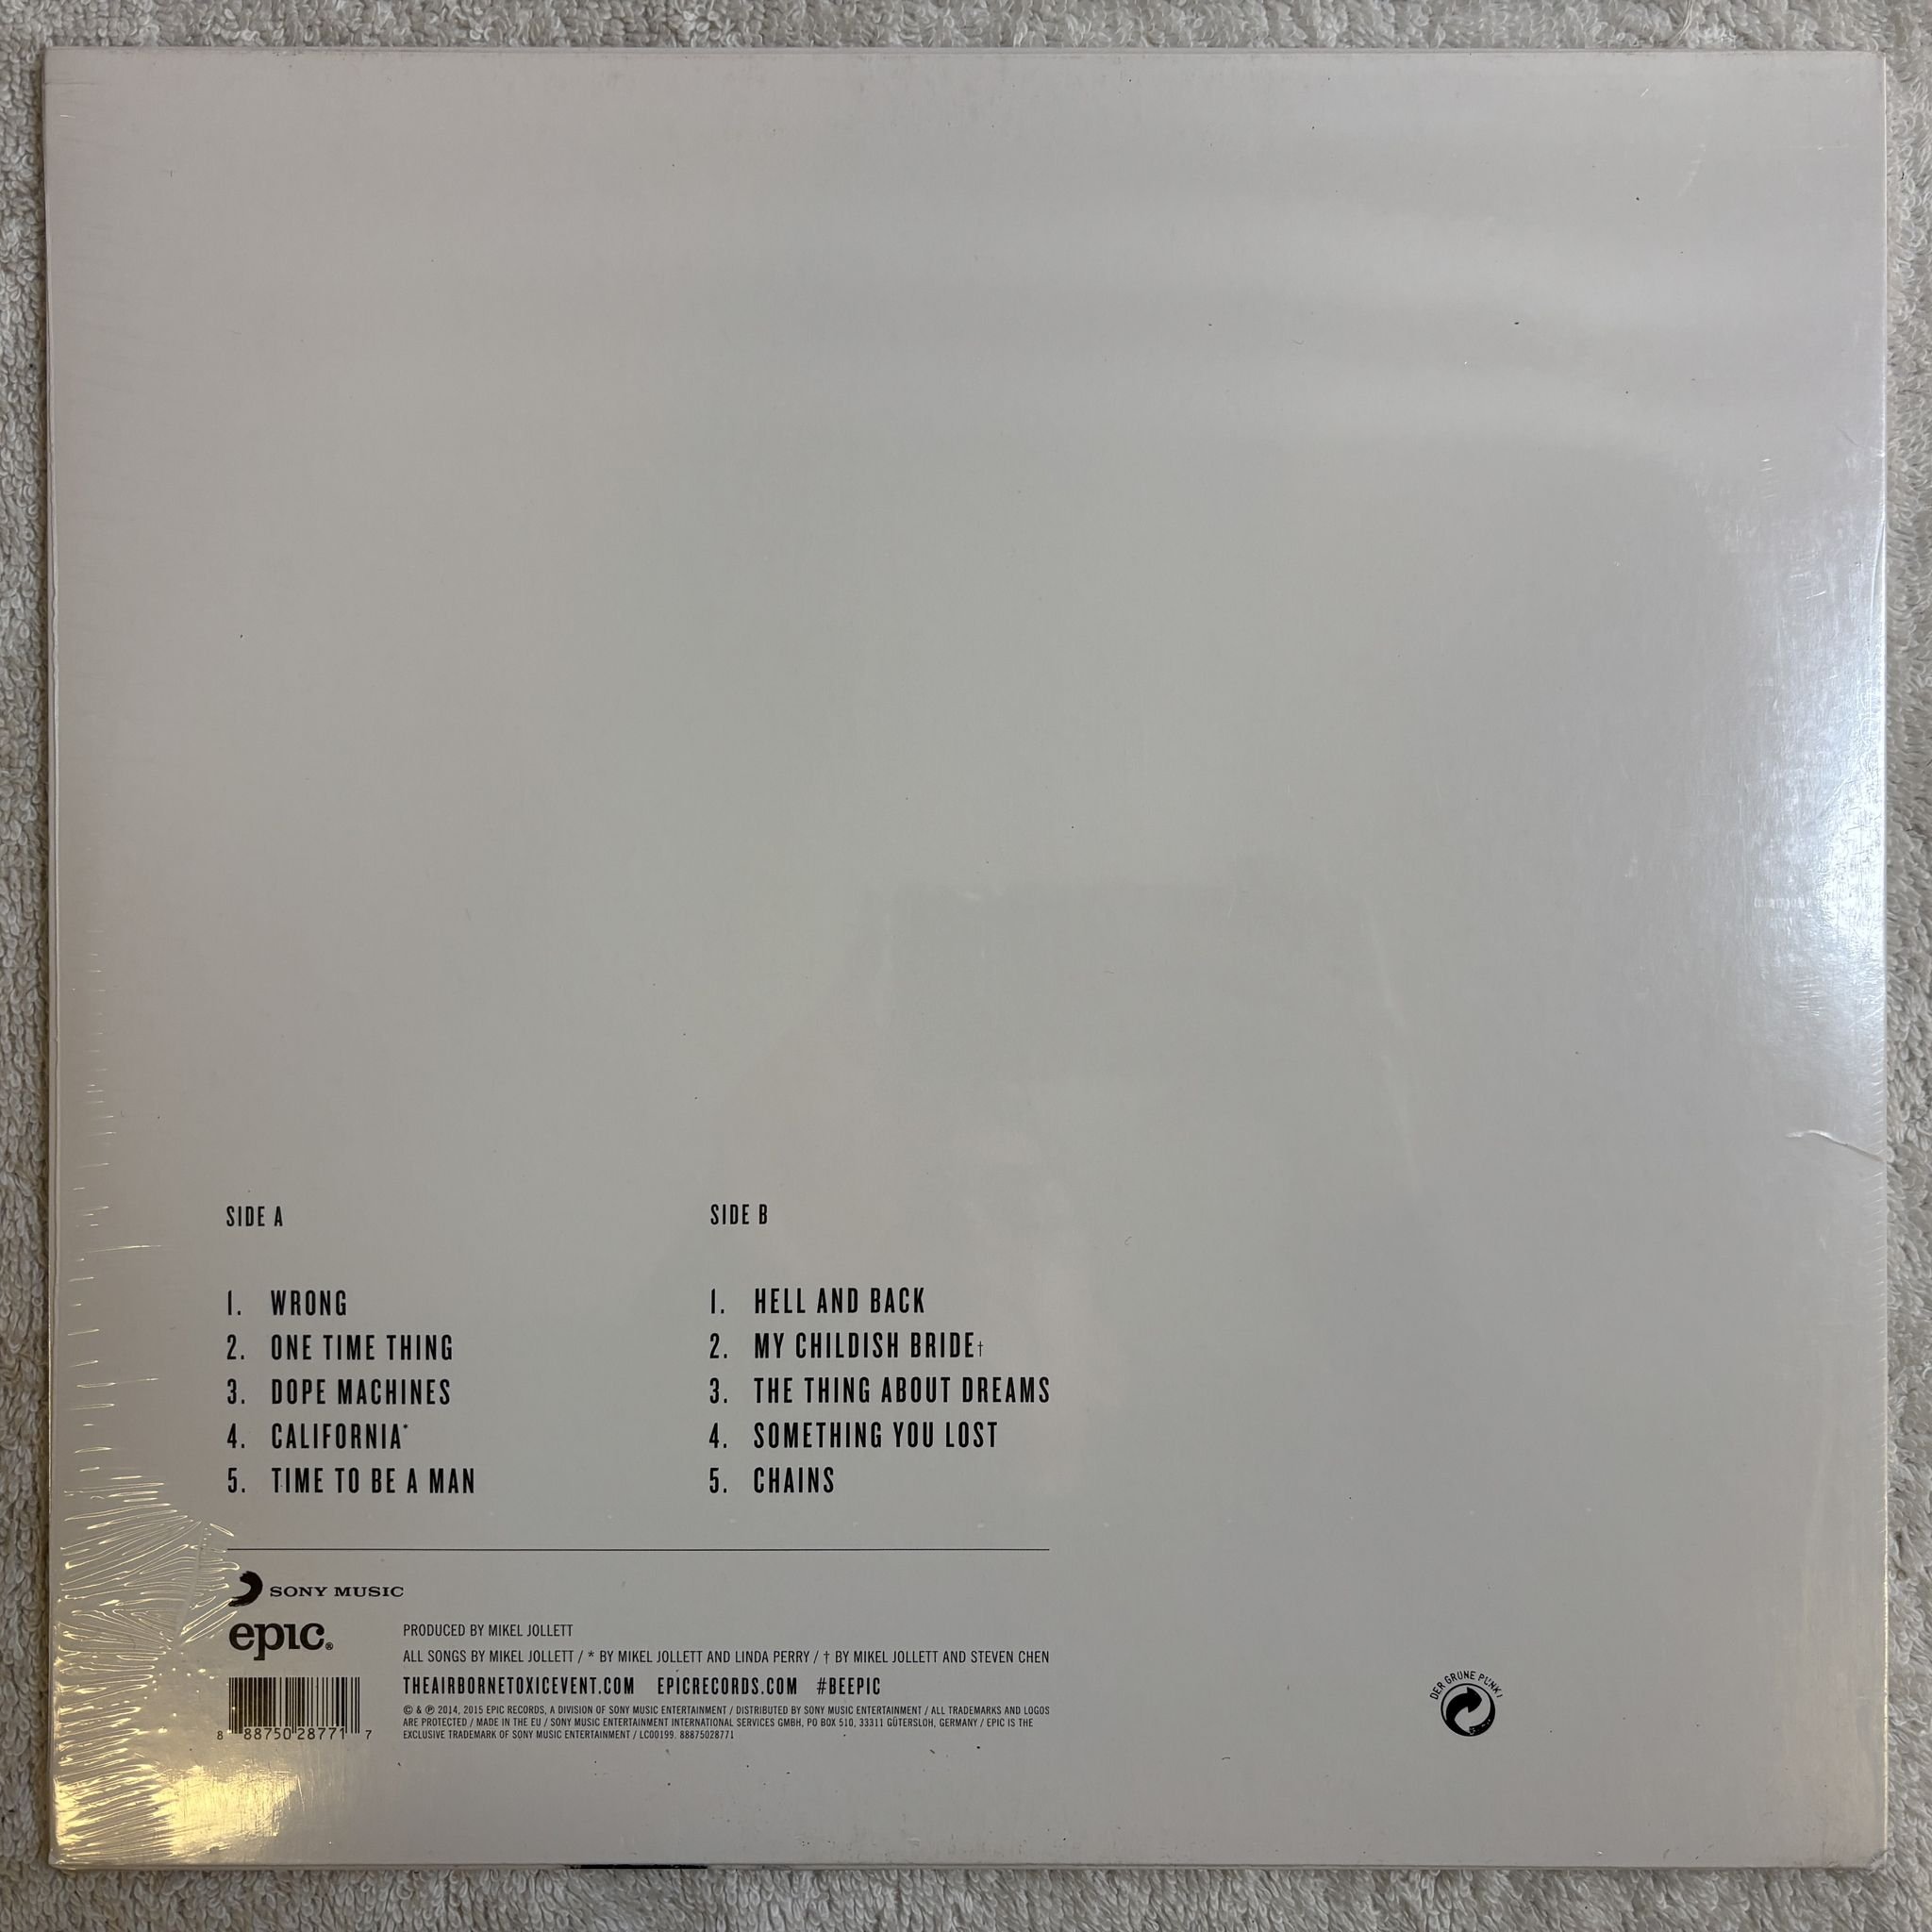 SIDE A
1. WRONG
2. ONE TIME THING
3. DOPE MACHINES
4. CALIFORNIA*
5. TIME TO BE A MAN
SIDE B
1. HELL AND BACK
2. MY CHILDISH BRIDE†
3. THE THING ABOUT DREAMS
4. SOMETHING YOU LOST
5. CHAINS
SONY MUSIC
epic®
PRODUCED BY MIKEL JOLLETT
ALL SONGS BY MIKEL JOLLETT / * BY MIKEL JOLLETT AND LINDA PERRY / † BY MIKEL JOLLETT AND STEVEN CHEN
THEAIRBORNETOXICEVENT.COM EPICRECORDS.COM #BEEPIC
© & ℗ 2014, 2015 EPIC RECORDS, A DIVISION OF SONY MUSIC ENTERTAINMENT / DISTRIBUTED BY SONY MUSIC ENTERTAINMENT / ALL TRADEMARKS AND LOGOS
ARE PROTECTED / MADE IN THE EU / SONY MUSIC ENTERTAINMENT INTERNATIONAL SERVICES GMBH, PO BOX 510, 33311 GÜTERSLOH, GERMANY / EPIC IS THE
EXCLUSIVE TRADEMARK OF SONY MUSIC ENTERTAINMENT / LC00199. 88875028771
8 88750 28771 7
DER GRÜNE PUNKT